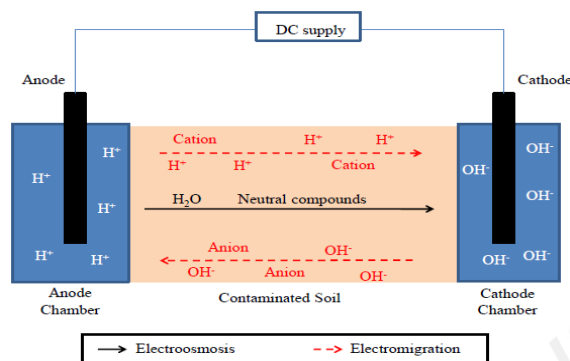 DC supply
Anode
Cathode
Cation
H⁺
H⁺
H⁺
H⁺
Cation
H⁺
H⁺
H⁺
H⁺
H⁺
H₂O
Neutral compounds
Anion
OH⁻
OH⁻
Anion
OH⁻
OH⁻
OH⁻
OH⁻
OH⁻
OH⁻
OH⁻
Anode
Chamber
Contaminated Soil
Cathode
Chamber
Electroosmosis
Electromigration